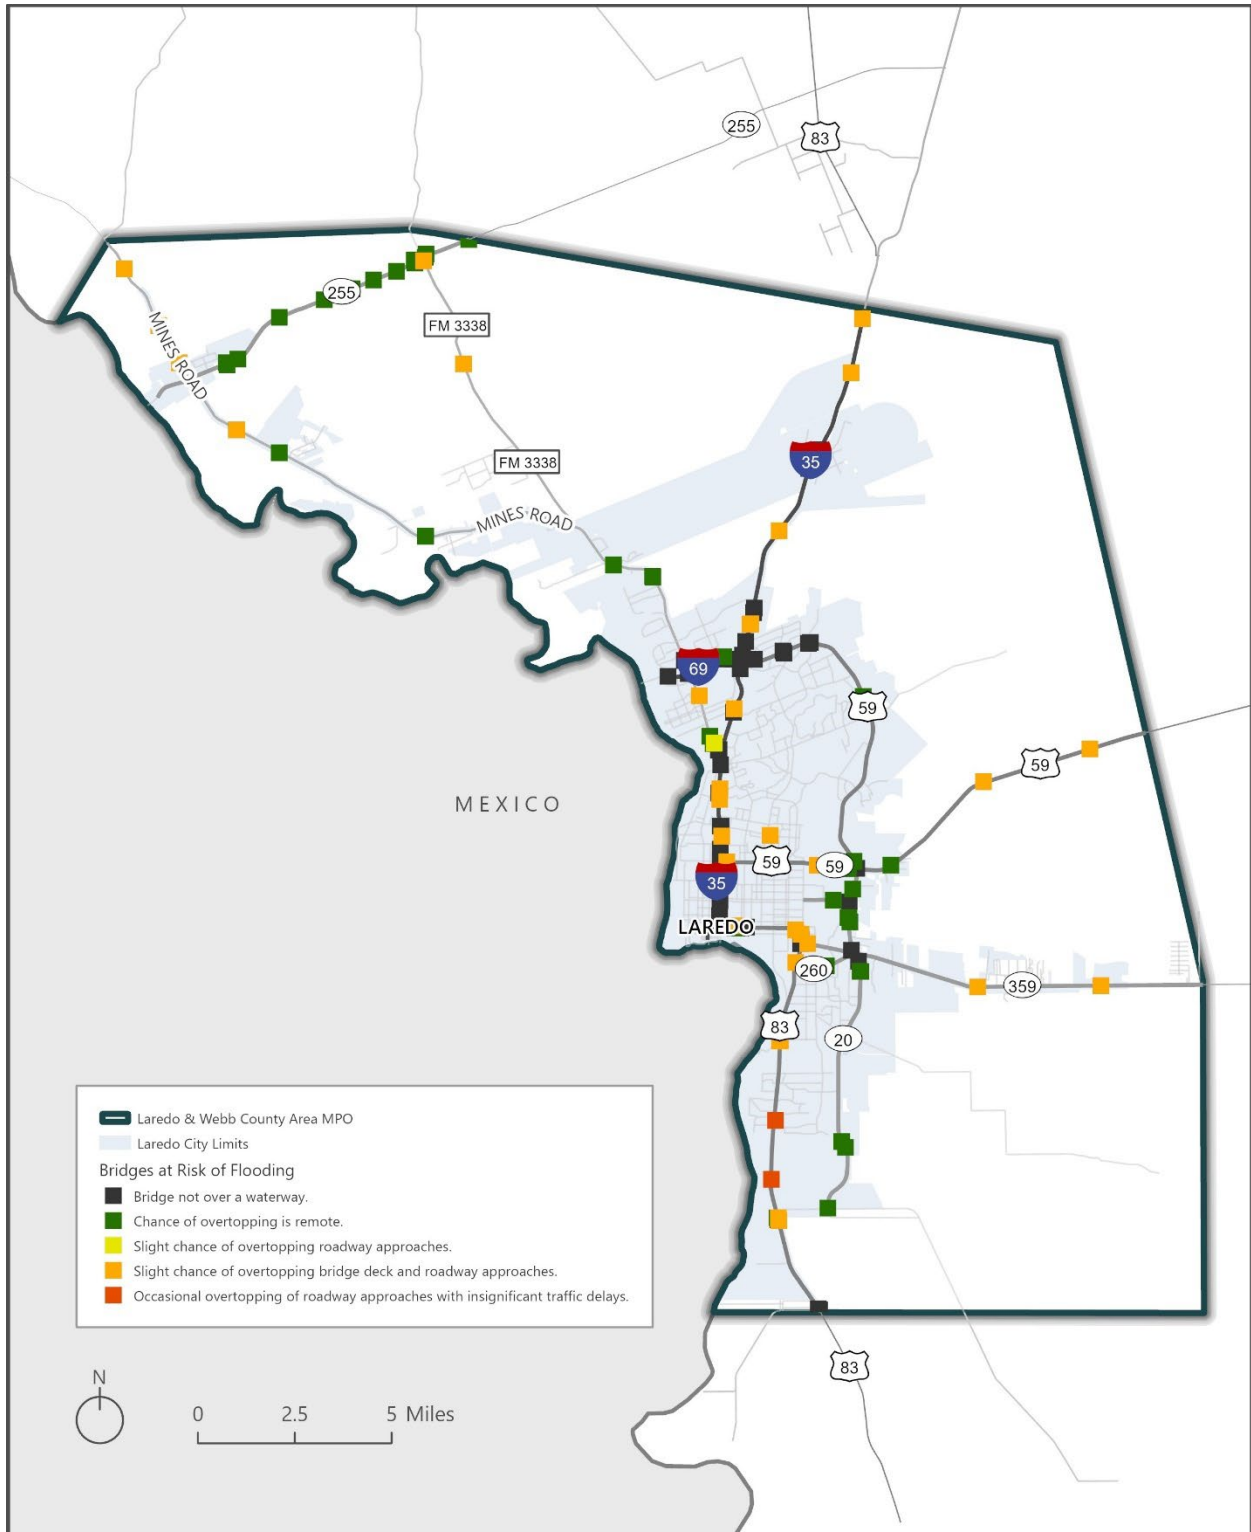 255
83
255
FM 3338
MINES ROAD
35
FM 3338
MINES ROAD
69
59
59
MEXICO
59
59
35
LAREDO
260
359
83
20
Laredo & Webb County Area MPO
Laredo City Limits
Bridges at Risk of Flooding
Bridge not over a waterway.
Chance of overtopping is remote.
Slight chance of overtopping roadway approaches.
Slight chance of overtopping bridge deck and roadway approaches.
Occasional overtopping of roadway approaches with insignificant traffic delays.
83
N
0 2.5 5 Miles